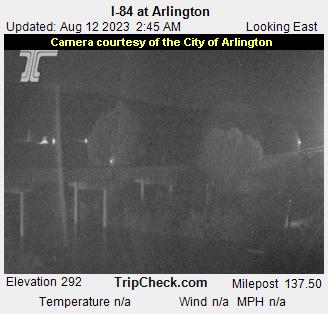 I-84 at Arlington
Updated: Aug 12 2023 2:45 AM Looking East
Camera courtesy of the City of Arlington
Elevation 292 TripCheck.com Milepost 137.50
Temperature n/a Wind n/a MPH n/a